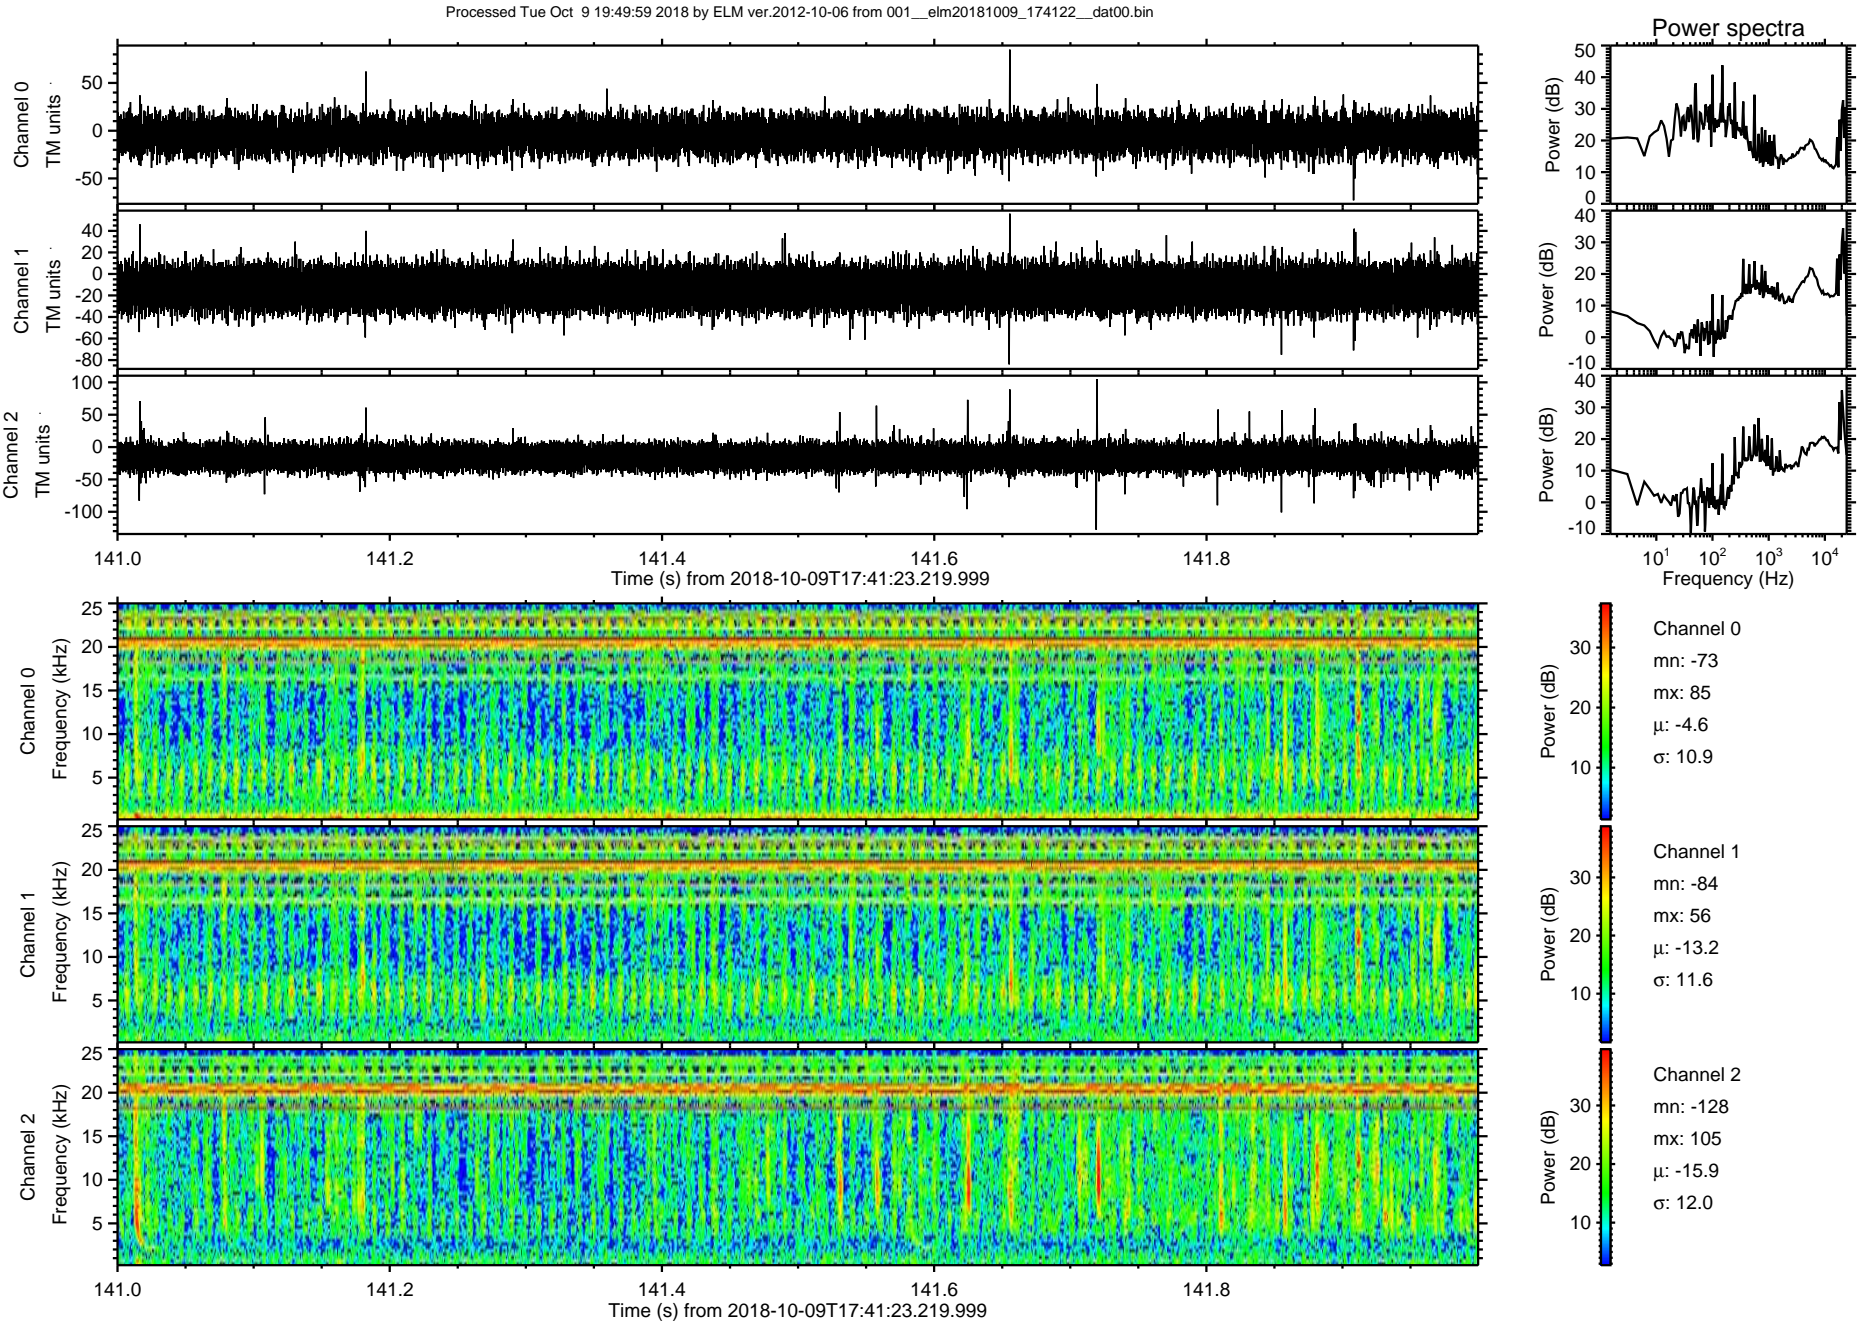 Processed Tue Oct  9 19:49:59 2018 by ELM ver.2012-10-06 from 001__elm20181009_174122__dat00.bin
Power spectra
Channel 0
TM units
50
0
-50
Power (dB)
50
40
30
20
10
0
Channel 1
TM units
40
20
0
-20
-40
-60
-80
Power (dB)
40
30
20
10
0
-10
Channel 2
TM units
100
50
0
-50
-100
Power (dB)
40
30
20
10
0
-10
141.0 141.2 141.4 141.6 141.8
Time (s) from 2018-10-09T17:41:23.219.999
10^1 10^2 10^3 10^4
Frequency (Hz)
Channel 0
Frequency (kHz)
25
20
15
10
5
Power (dB)
30
20
10
Channel 0
mn: -73
mx: 85
μ: -4.6
σ: 10.9
Channel 1
Frequency (kHz)
25
20
15
10
5
Power (dB)
30
20
10
Channel 1
mn: -84
mx: 56
μ: -13.2
σ: 11.6
Channel 2
Frequency (kHz)
25
20
15
10
5
Power (dB)
30
20
10
Channel 2
mn: -128
mx: 105
μ: -15.9
σ: 12.0
141.0 141.2 141.4 141.6 141.8
Time (s) from 2018-10-09T17:41:23.219.999